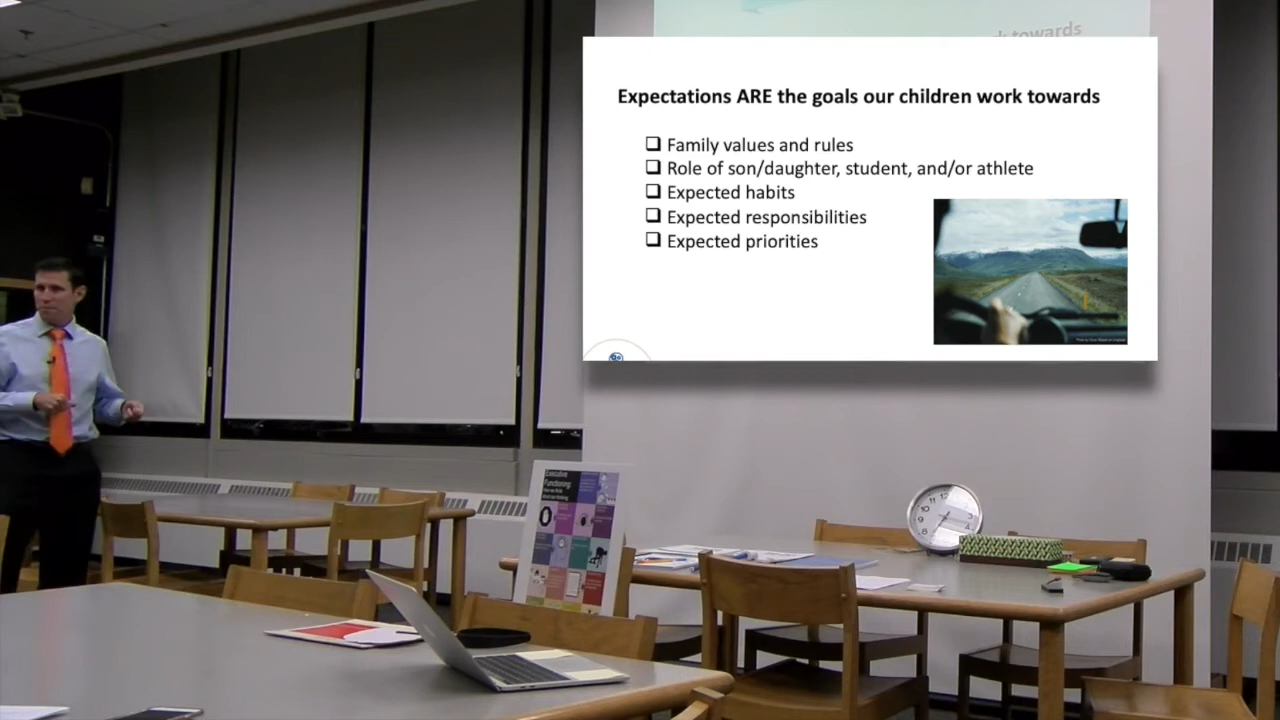 k towards
Expectations ARE the goals our children work towards
❑ Family values and rules
❑ Role of son/daughter, student, and/or athlete
❑ Expected habits
❑ Expected responsibilities
❑ Expected priorities
Executive
Functioning: